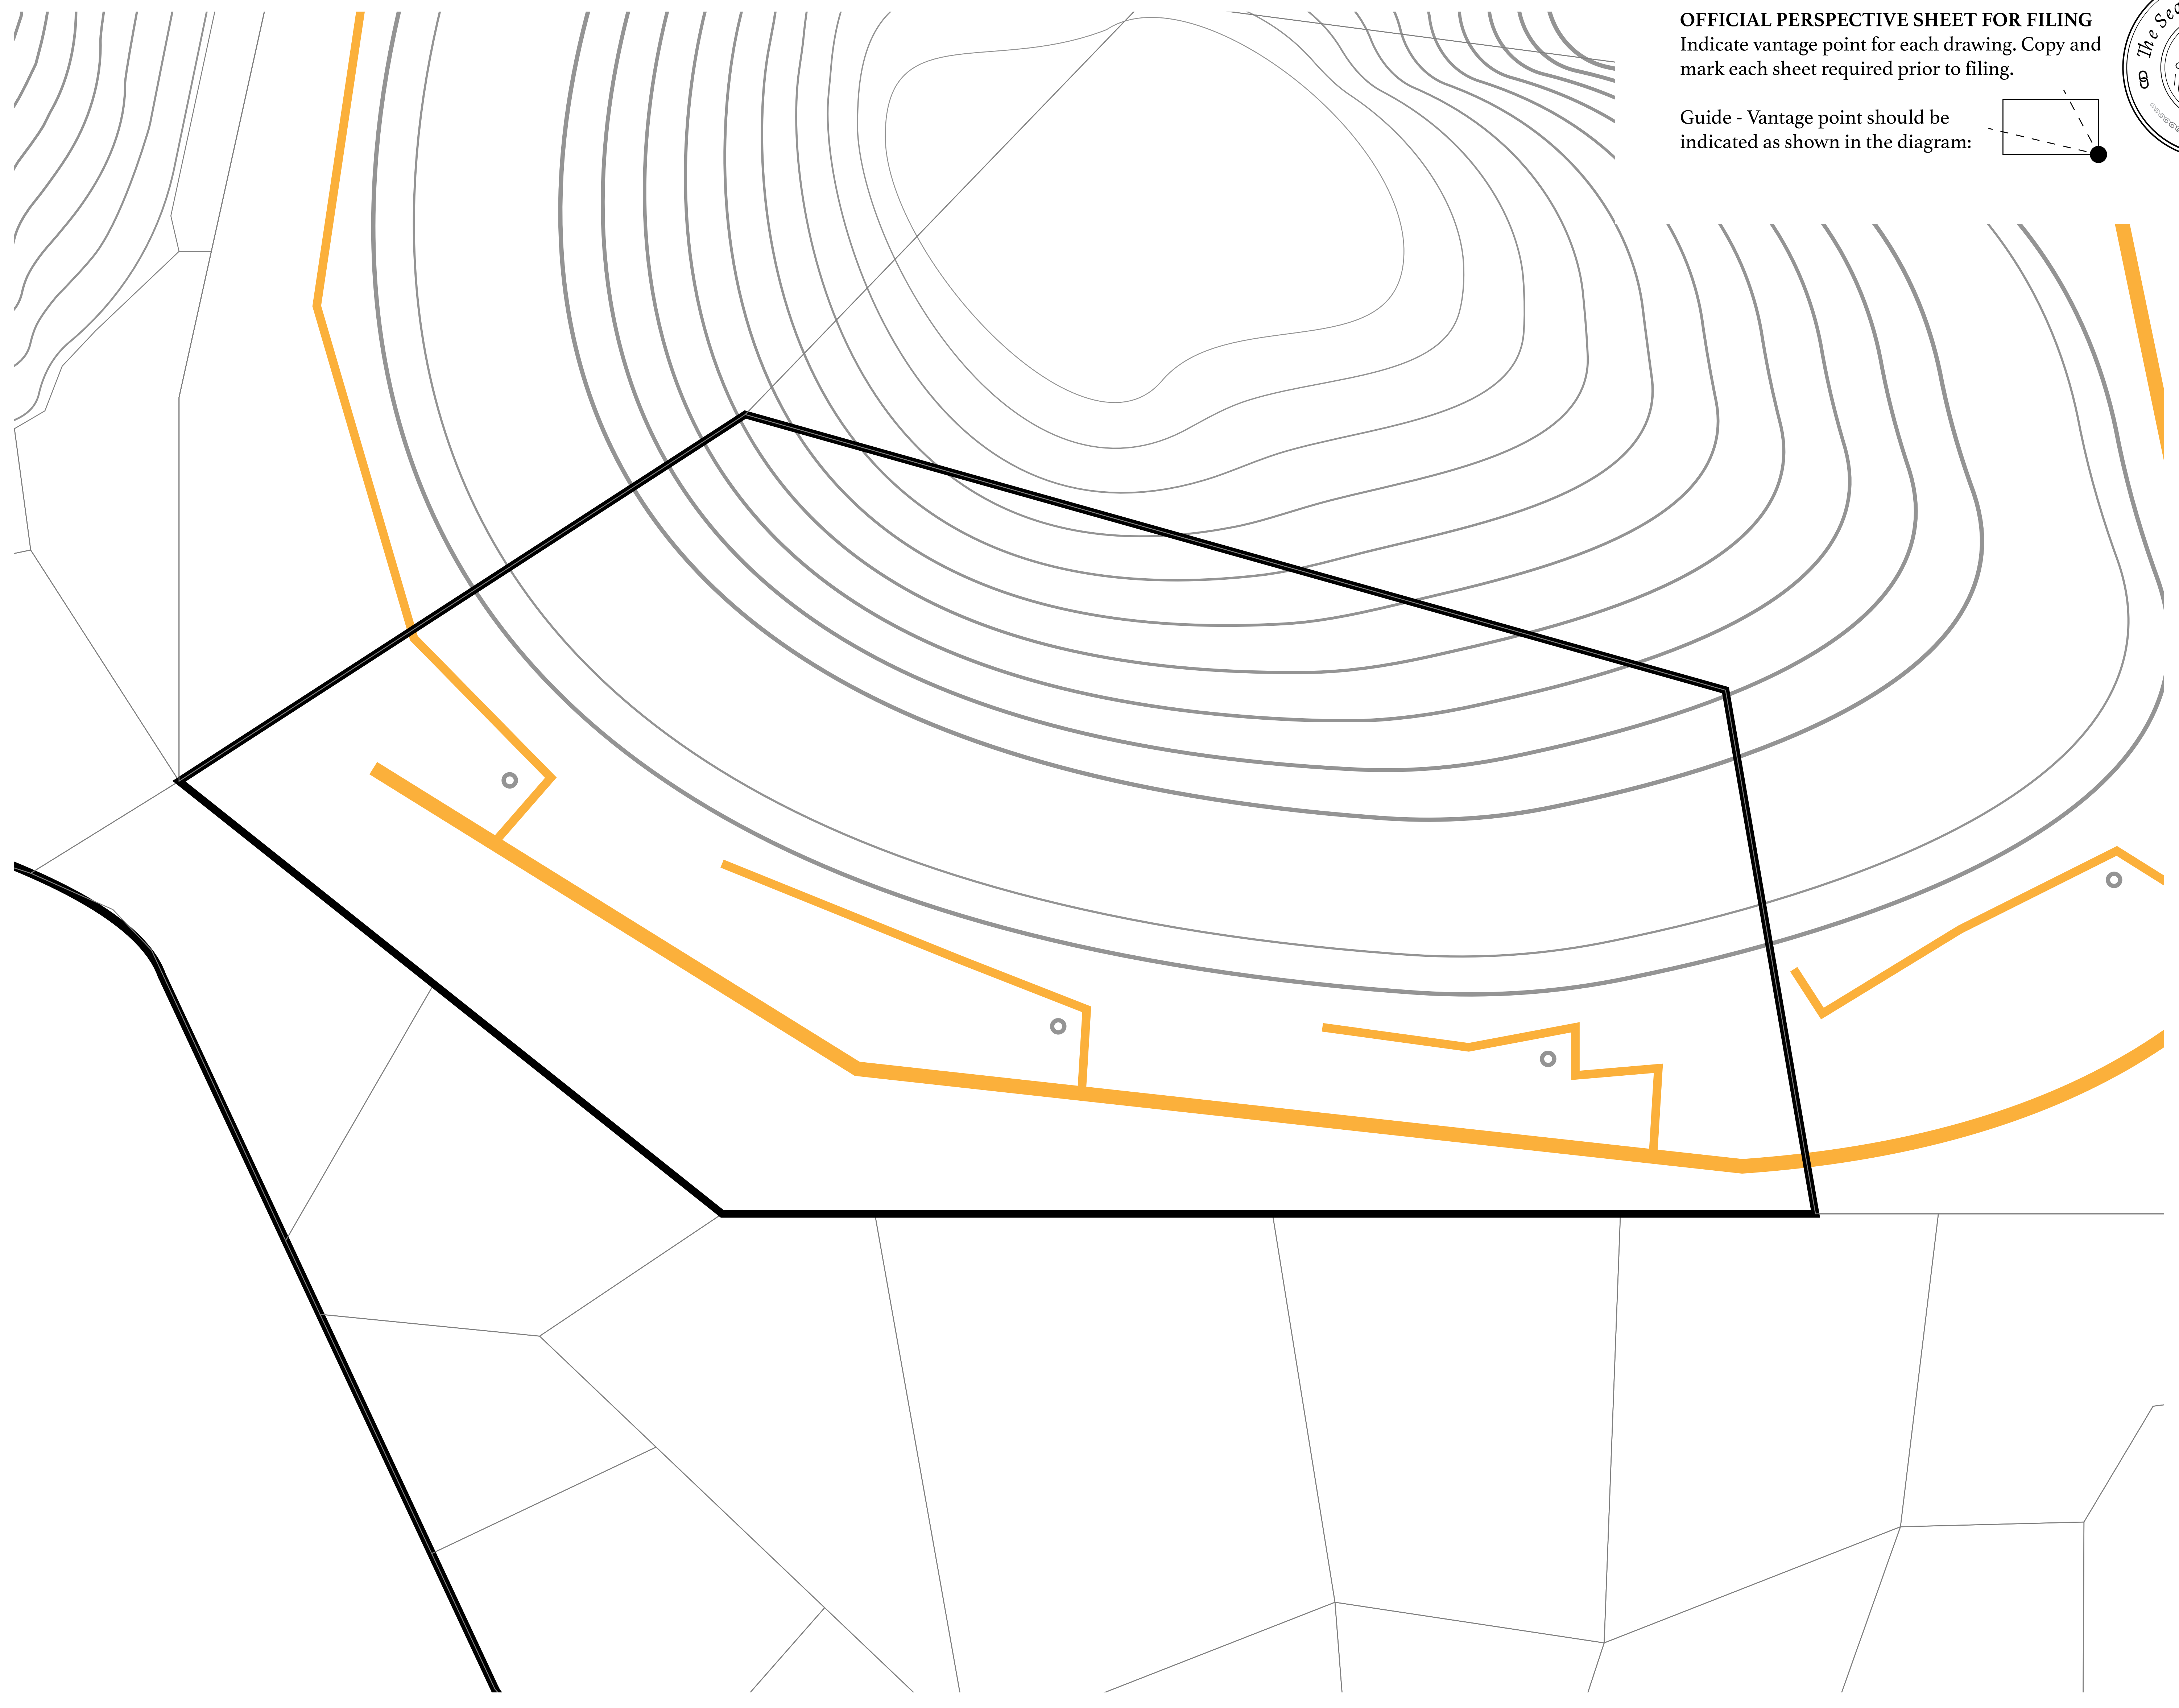 OFFICIAL PERSPECTIVE SHEET FOR FILING
Indicate vantage point for each drawing. Copy and
mark each sheet required prior to filing.
Guide - Vantage point should be
indicated as shown in the diagram:
The